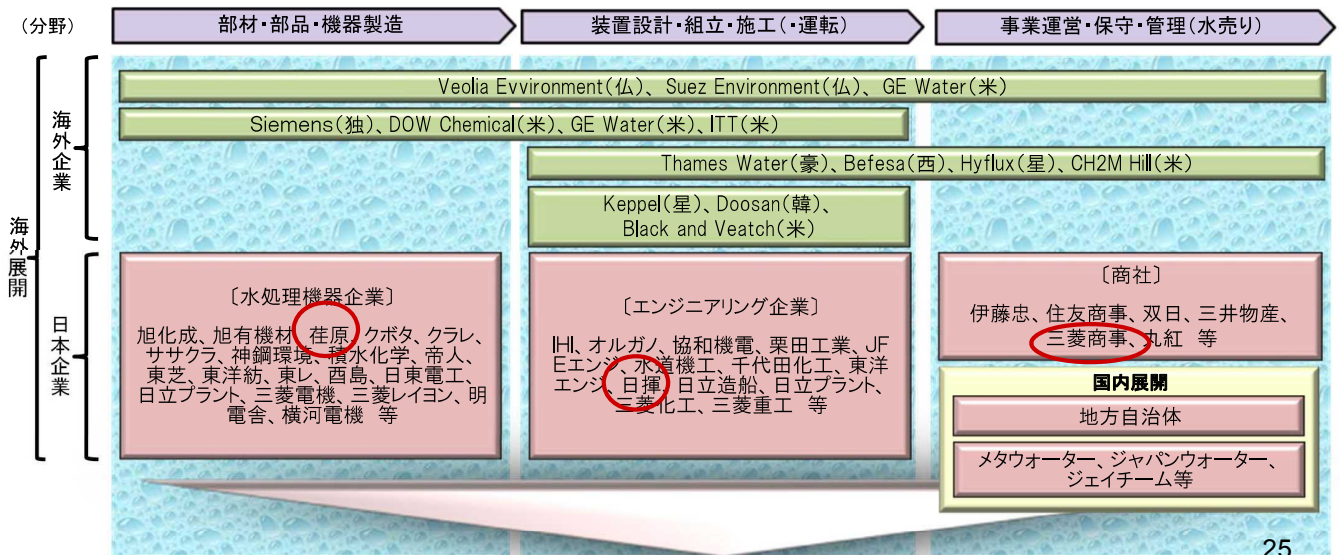 (分野)
部材・部品・機器製造
装置設計・組立・施工(・運転)
事業運営・保守・管理(水売り)
海外展開
海外企業
Veolia Evvironment(仏)、 Suez Environment(仏)、 GE Water(米)
Siemens(独)、DOW Chemical(米)、GE Water(米)、ITT(米)
Thames Water(豪)、Befesa(西)、Hyflux(星)、CH2M Hill(米)
Keppel(星)、Doosan(韓)、
Black and Veatch(米)
日本企業
〔水処理機器企業〕
旭化成、旭有機材、荏原、クボタ、クラレ、
ササクラ、神鋼環境、積水化学、帝人、
東芝、東洋紡、東レ、酉島、日東電工、
日立プラント、三菱電機、三菱レイヨン、明
電舎、横河電機 等
〔エンジニアリング企業〕
IHI、オルガノ、協和機電、栗田工業、JF
Eエンジ、水道機工、千代田化工、東洋
エンジ、日揮、日立造船、日立プラント、
三菱化工、三菱重工 等
〔商社〕
伊藤忠、住友商事、双日、三井物産、
三菱商事、丸紅 等
国内展開
地方自治体
メタウォーター、ジャパンウォーター、
ジェイチーム等
25